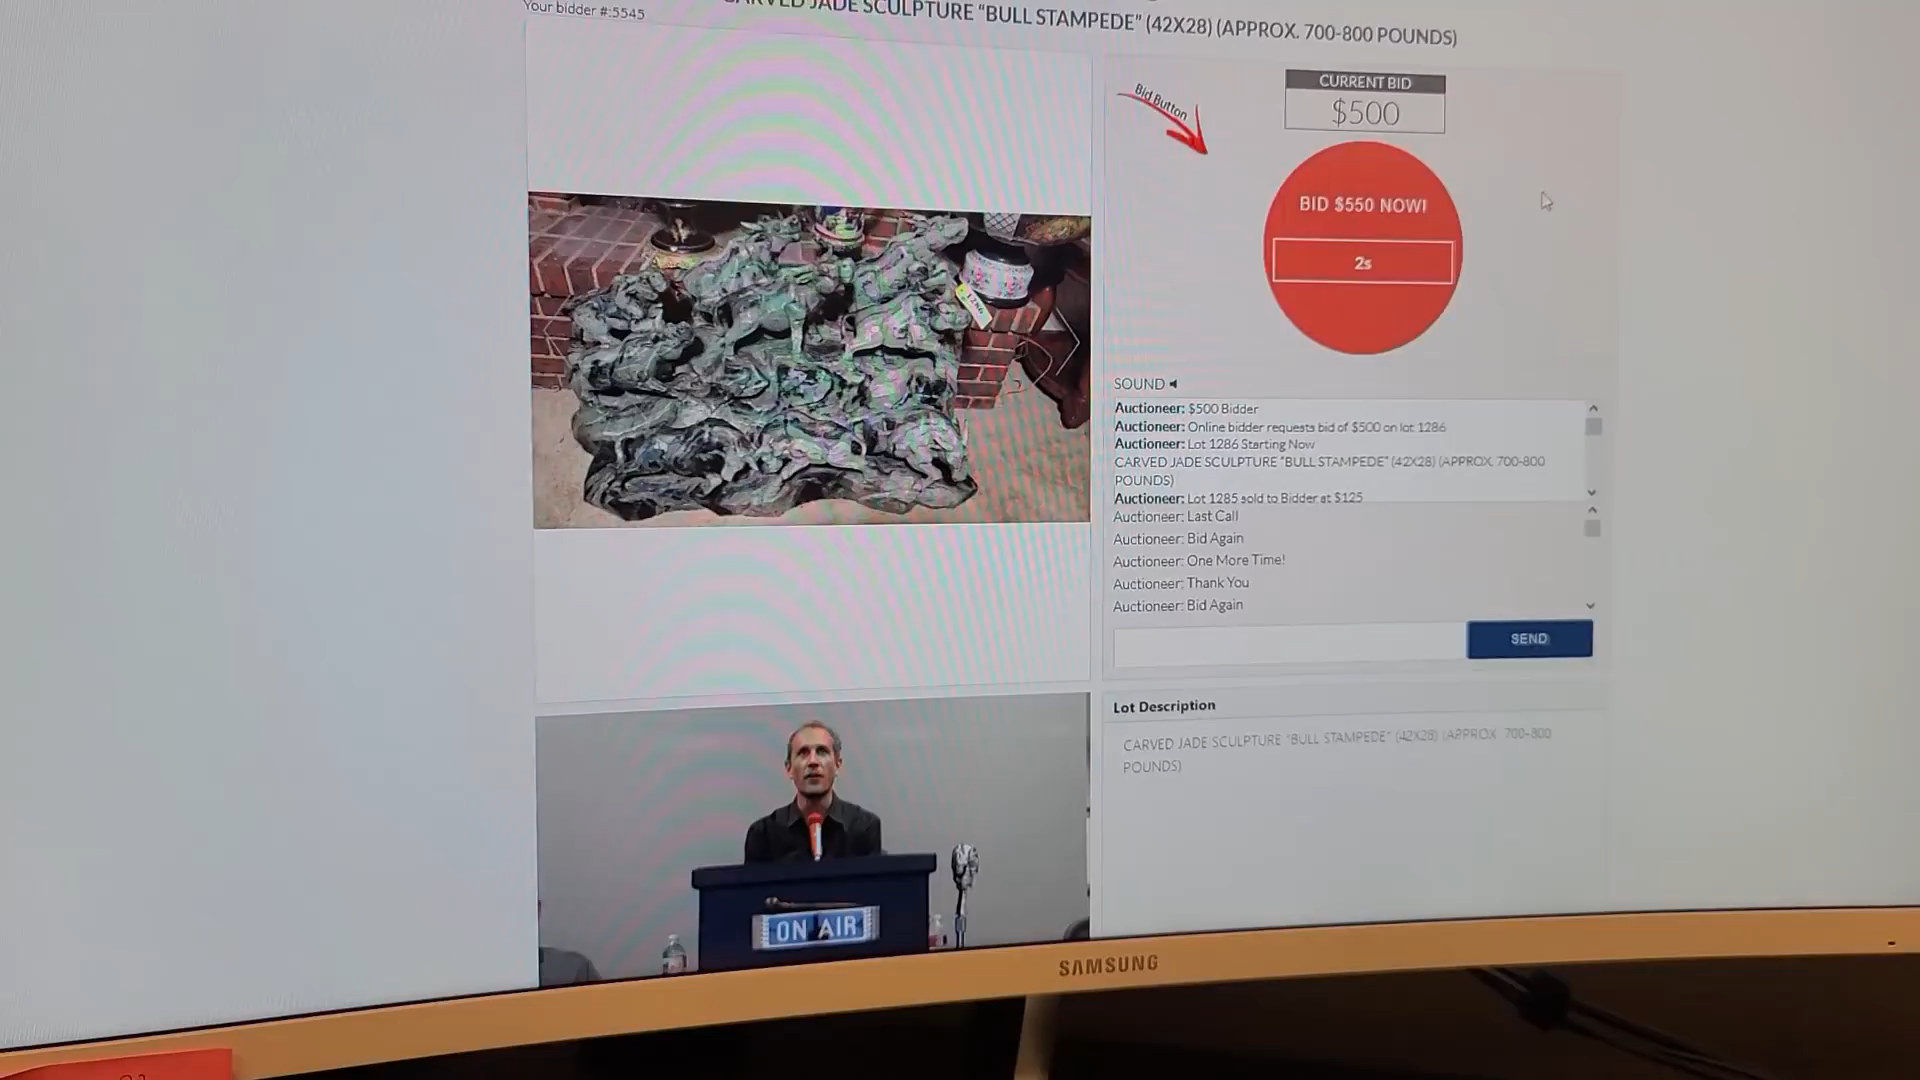 Your bidder #:5545
CARVED JADE SCULPTURE "BULL STAMPEDE" (42X28) (APPROX. 700-800 POUNDS)
Bid Button
CURRENT BID
$500
BID $550 NOW!
2s
1286
SOUND
Auctioneer: $500 Bidder
Auctioneer: Online bidder requests bid of $500 on lot 1286
Auctioneer: Lot 1286 Starting Now
CARVED JADE SCULPTURE "BULL STAMPEDE" (42X28) (APPROX. 700-800
POUNDS)
Auctioneer: Lot 1285 sold to Bidder at $125
Auctioneer: Last Call
Auctioneer: Bid Again
Auctioneer: One More Time!
Auctioneer: Thank You
Auctioneer: Bid Again
SEND
Lot Description
CARVED JADE SCULPTURE "BULL STAMPEDE" (42X28) (APPROX. 700-800
POUNDS)
ON AIR
SAMSUNG